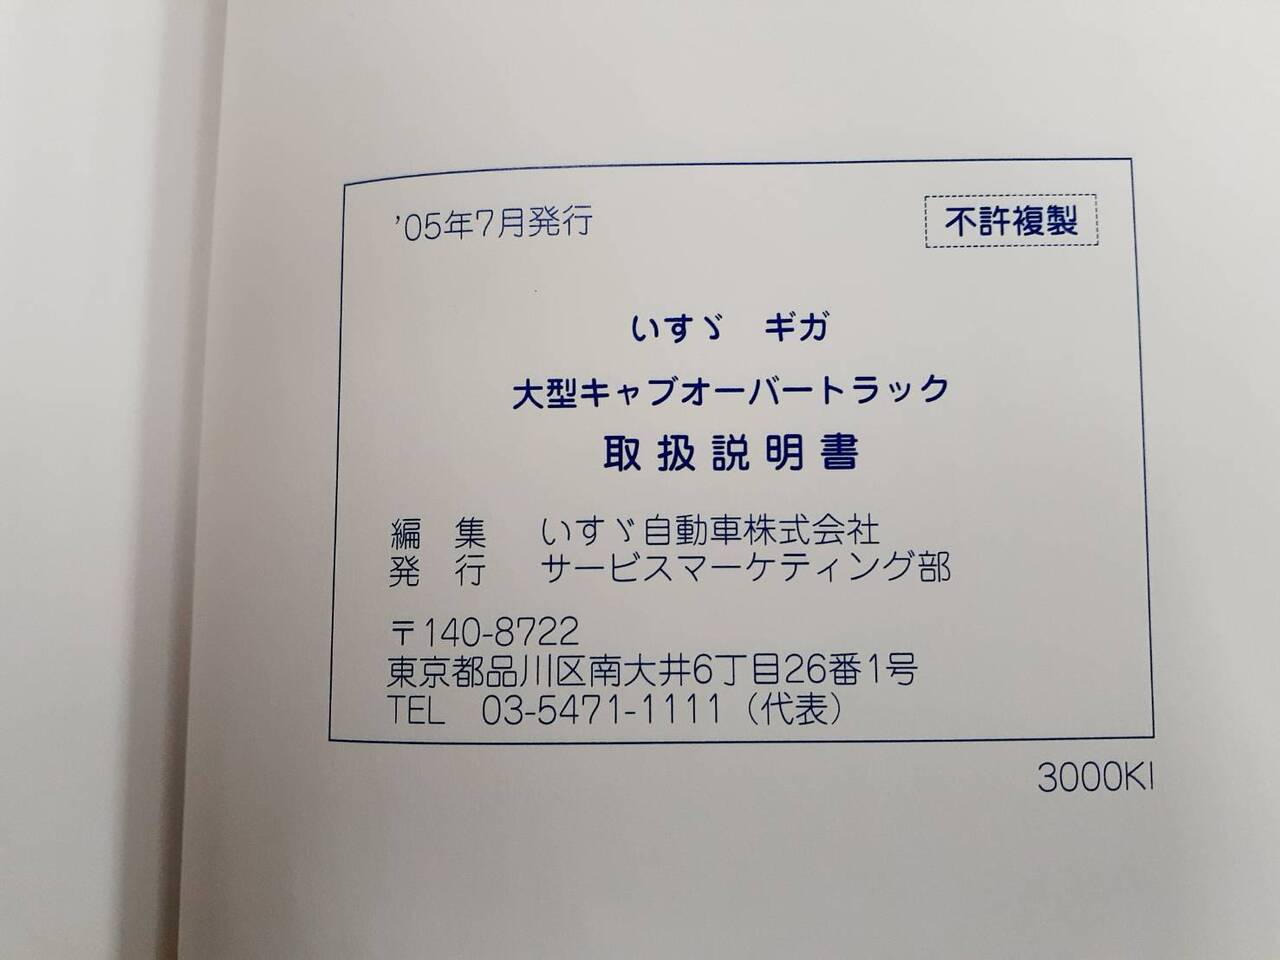 '05年7月発行
不許複製
いすゞ ギガ
大型キャブオーバートラック
取扱説明書
編 集 いすゞ自動車株式会社
発 行 サービスマーケティング部
〒140-8722
東京都品川区南大井6丁目26番1号
TEL 03-5471-1111（代表）
3000KI